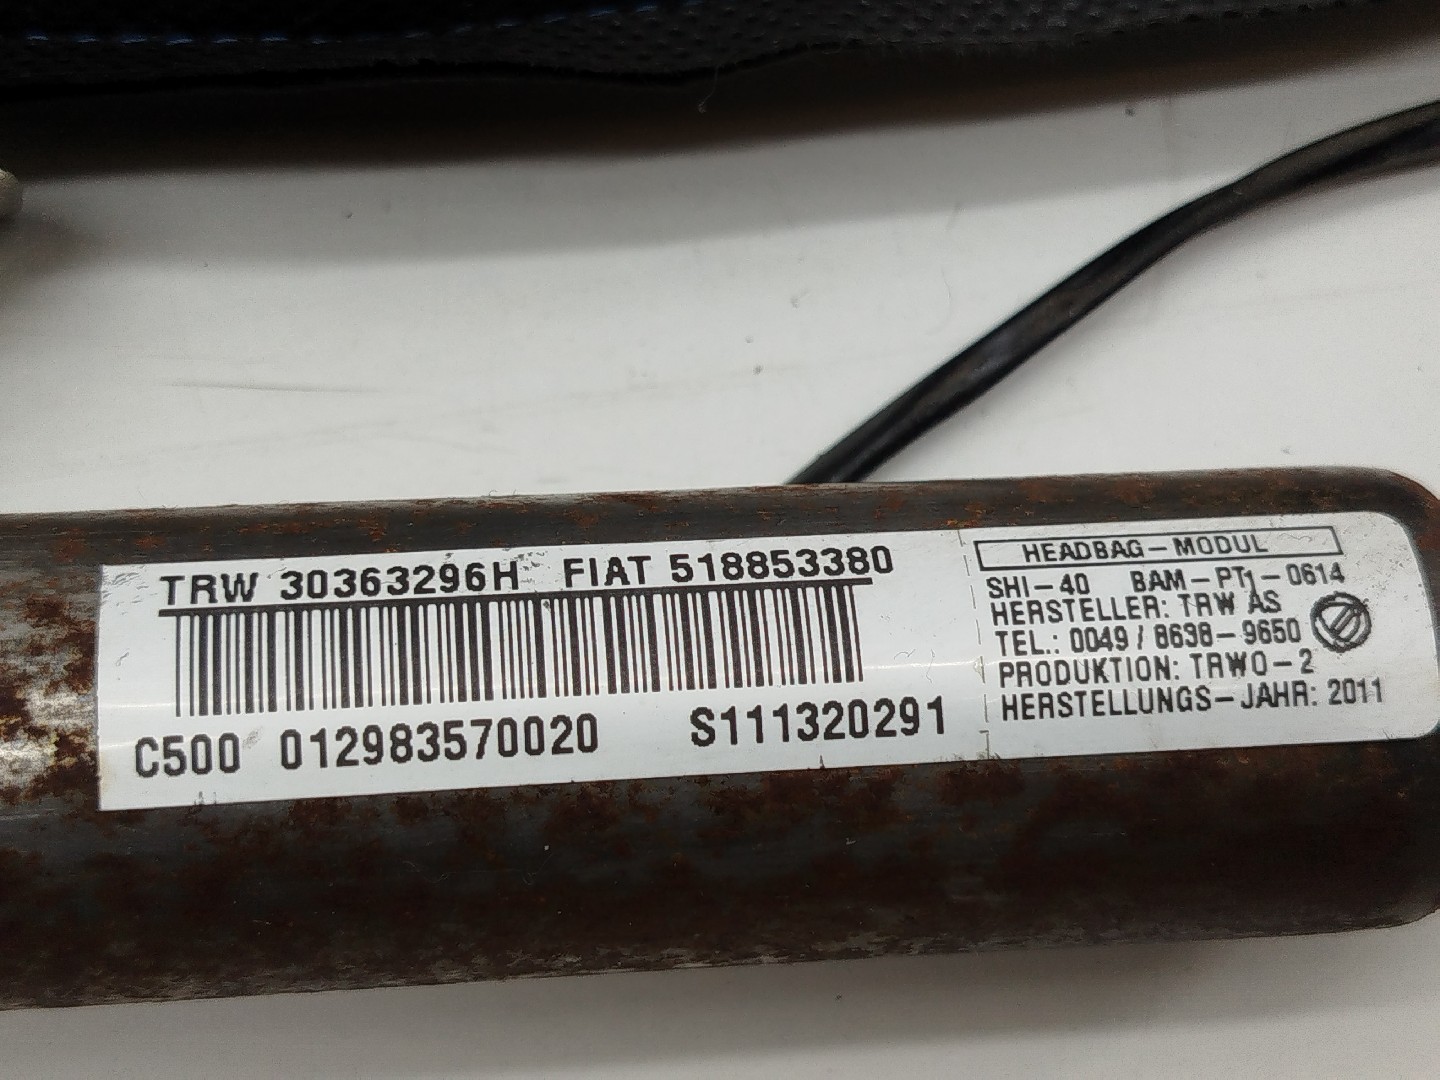 TRW 30363296H FIAT 518853380
C500 012983570020 S111320291
HEADBAG-MODUL
SHI-40 BAM-PT1-0614
HERSTELLER: TRW AS
TEL.: 0049 / 8638-9650
PRODUKTION: TRWO-2
HERSTELLUNGS-JAHR: 2011